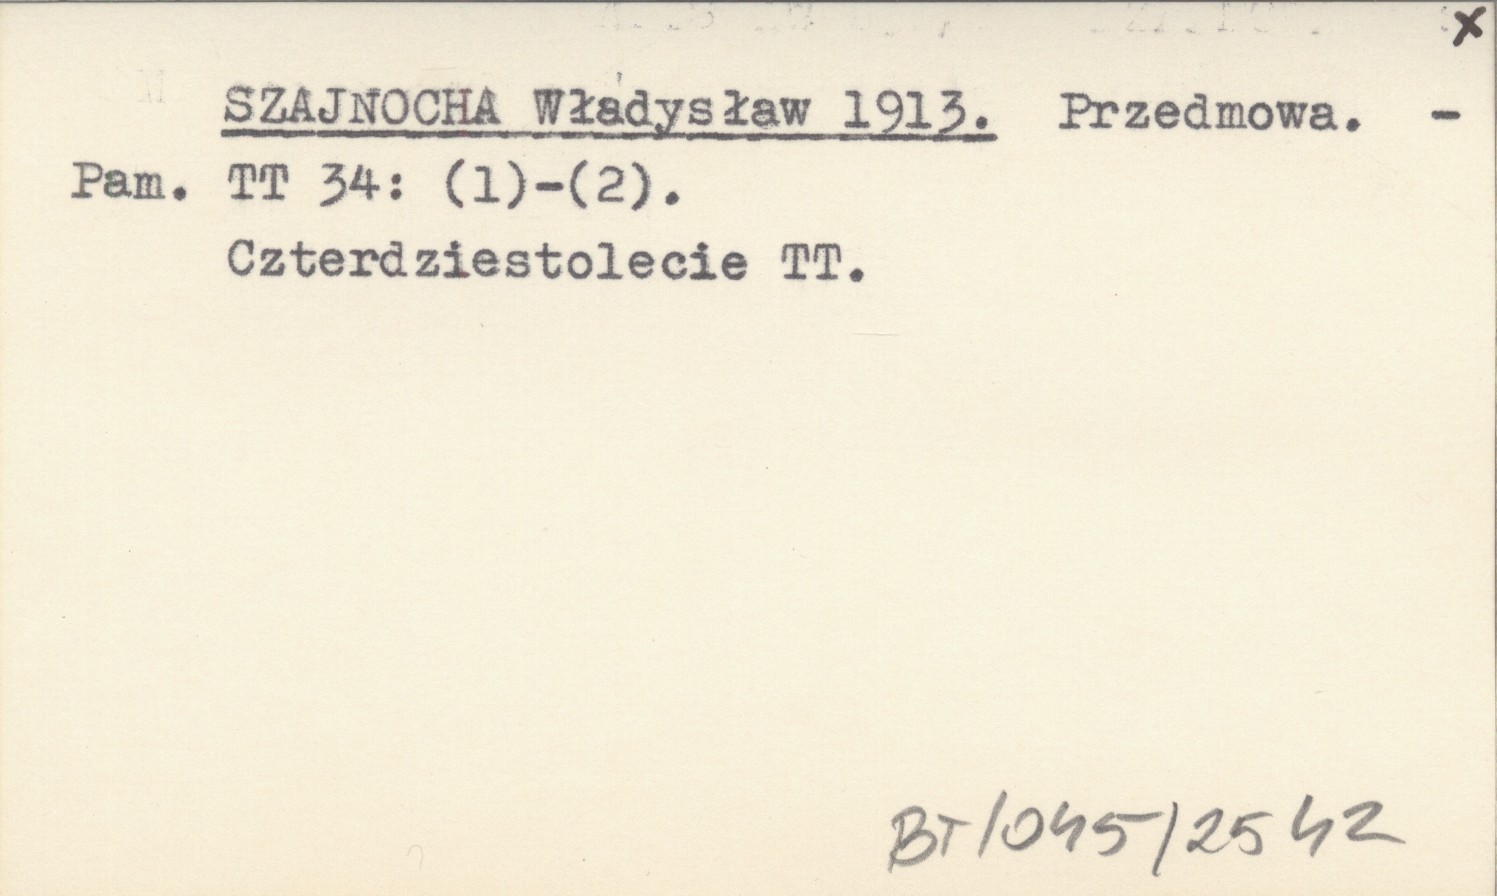 x
SZAJNOCHA Władysław 1913. Przedmowa. -
Pam. TT 34: (1)-(2).
Czterdziestolecie TT.
BT/045/2542